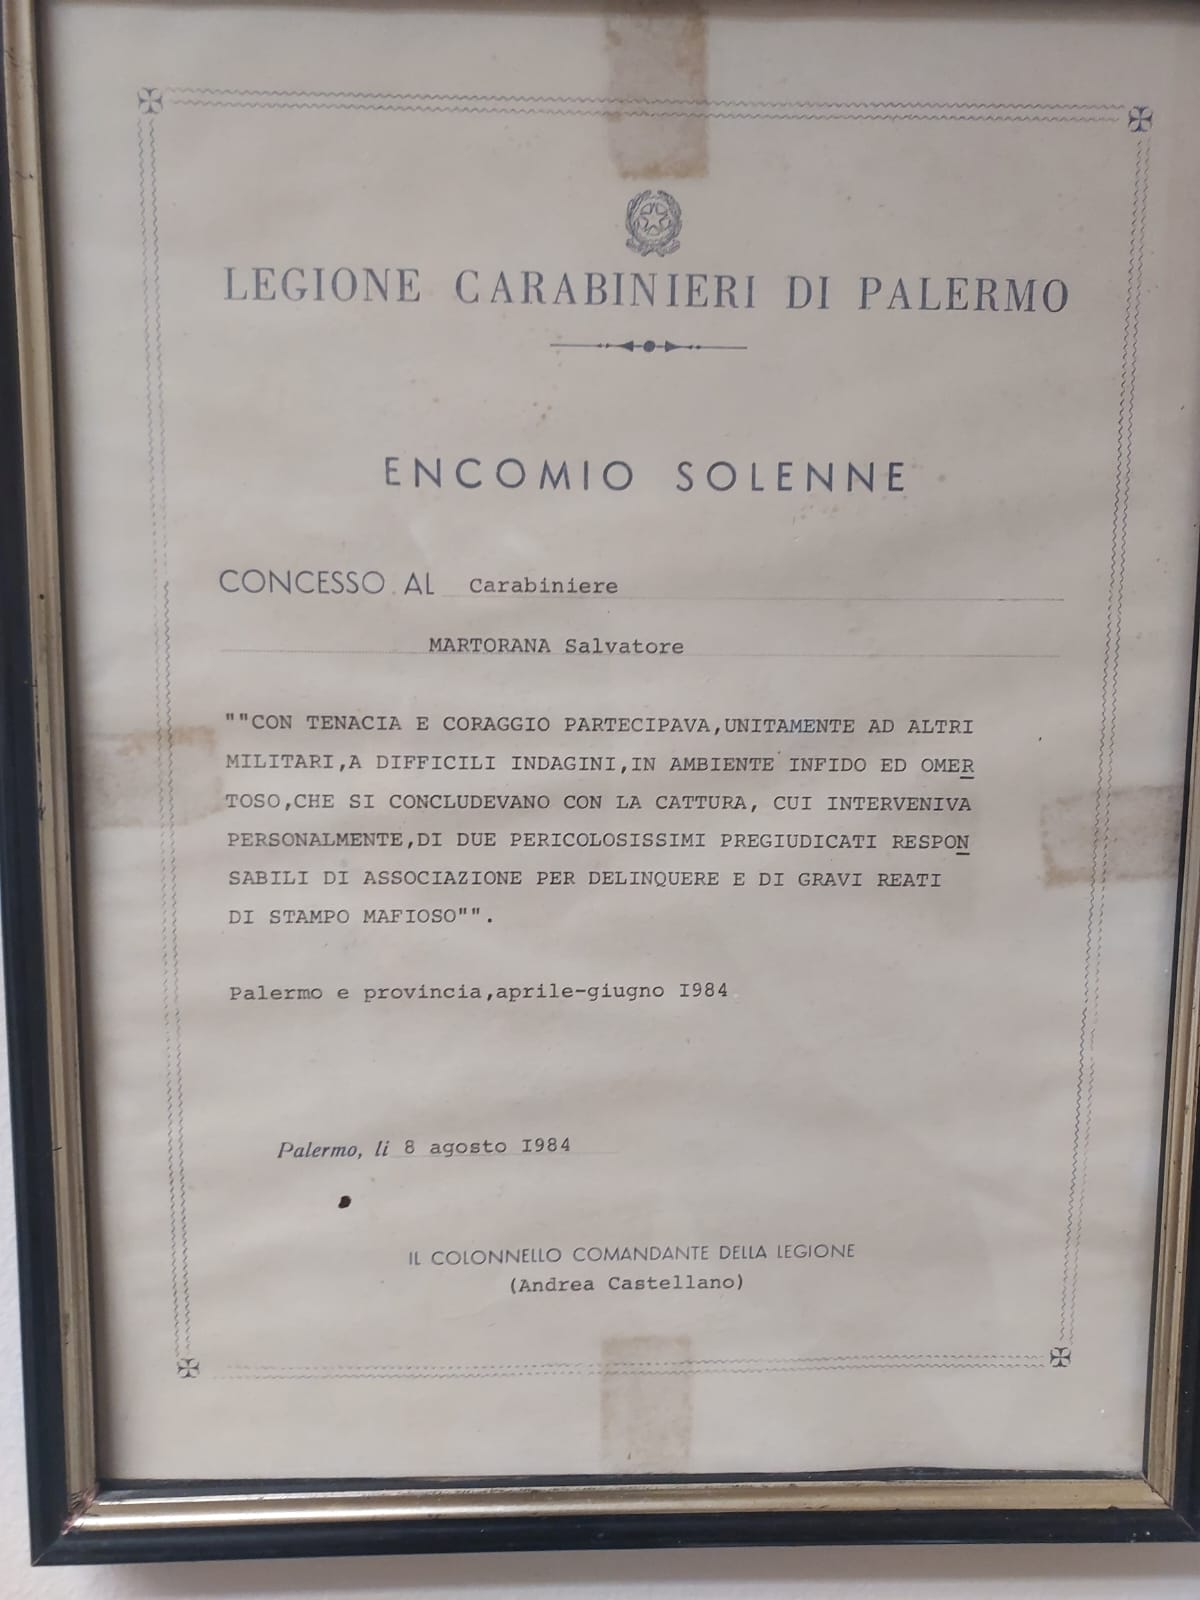 LEGIONE CARABINIERI DI PALERMO
ENCOMIO SOLENNE
CONCESSO AL Carabiniere
MARTORANA Salvatore
""CON TENACIA E CORAGGIO PARTECIPAVA,UNITAMENTE AD ALTRI
MILITARI,A DIFFICILI INDAGINI,IN AMBIENTE INFIDO ED OMER
TOSO,CHE SI CONCLUDEVANO CON LA CATTURA, CUI INTERVENIVA
PERSONALMENTE,DI DUE PERICOLOSISSIMI PREGIUDICATI RESPON
SABILI DI ASSOCIAZIONE PER DELINQUERE E DI GRAVI REATI
DI STAMPO MAFIOSO"".
Palermo e provincia,aprile-giugno I984
Palermo, li 8 agosto I984
IL COLONNELLO COMANDANTE DELLA LEGIONE
(Andrea Castellano)